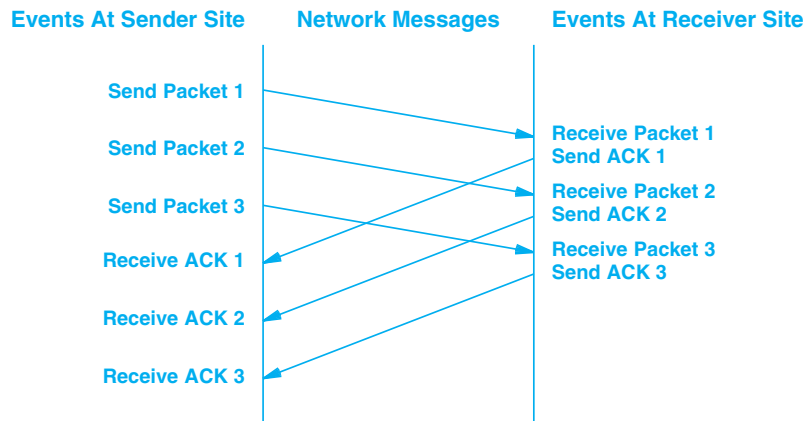 Events At Sender Site
Network Messages
Events At Receiver Site
Send Packet 1
Send Packet 2
Send Packet 3
Receive ACK 1
Receive ACK 2
Receive ACK 3
Receive Packet 1
Send ACK 1
Receive Packet 2
Send ACK 2
Receive Packet 3
Send ACK 3